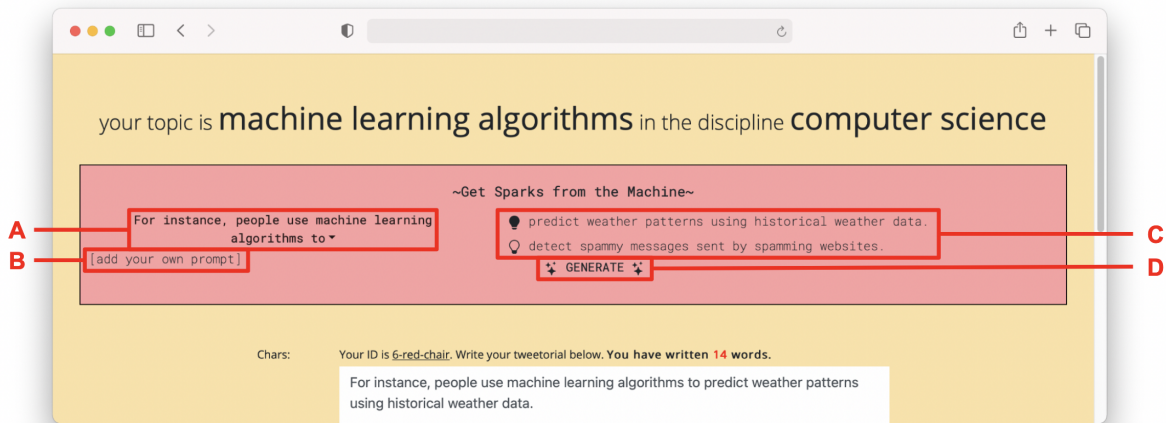 your topic is machine learning algorithms in the discipline computer science
~Get Sparks from the Machine~
A
For instance, people use machine learning
algorithms to
B
[add your own prompt]
predict weather patterns using historical weather data.
detect spammy messages sent by spamming websites.
C
GENERATE
D
Chars:
Your ID is 6-red-chair. Write your tweetorial below. You have written 14 words.
For instance, people use machine learning algorithms to predict weather patterns
using historical weather data.